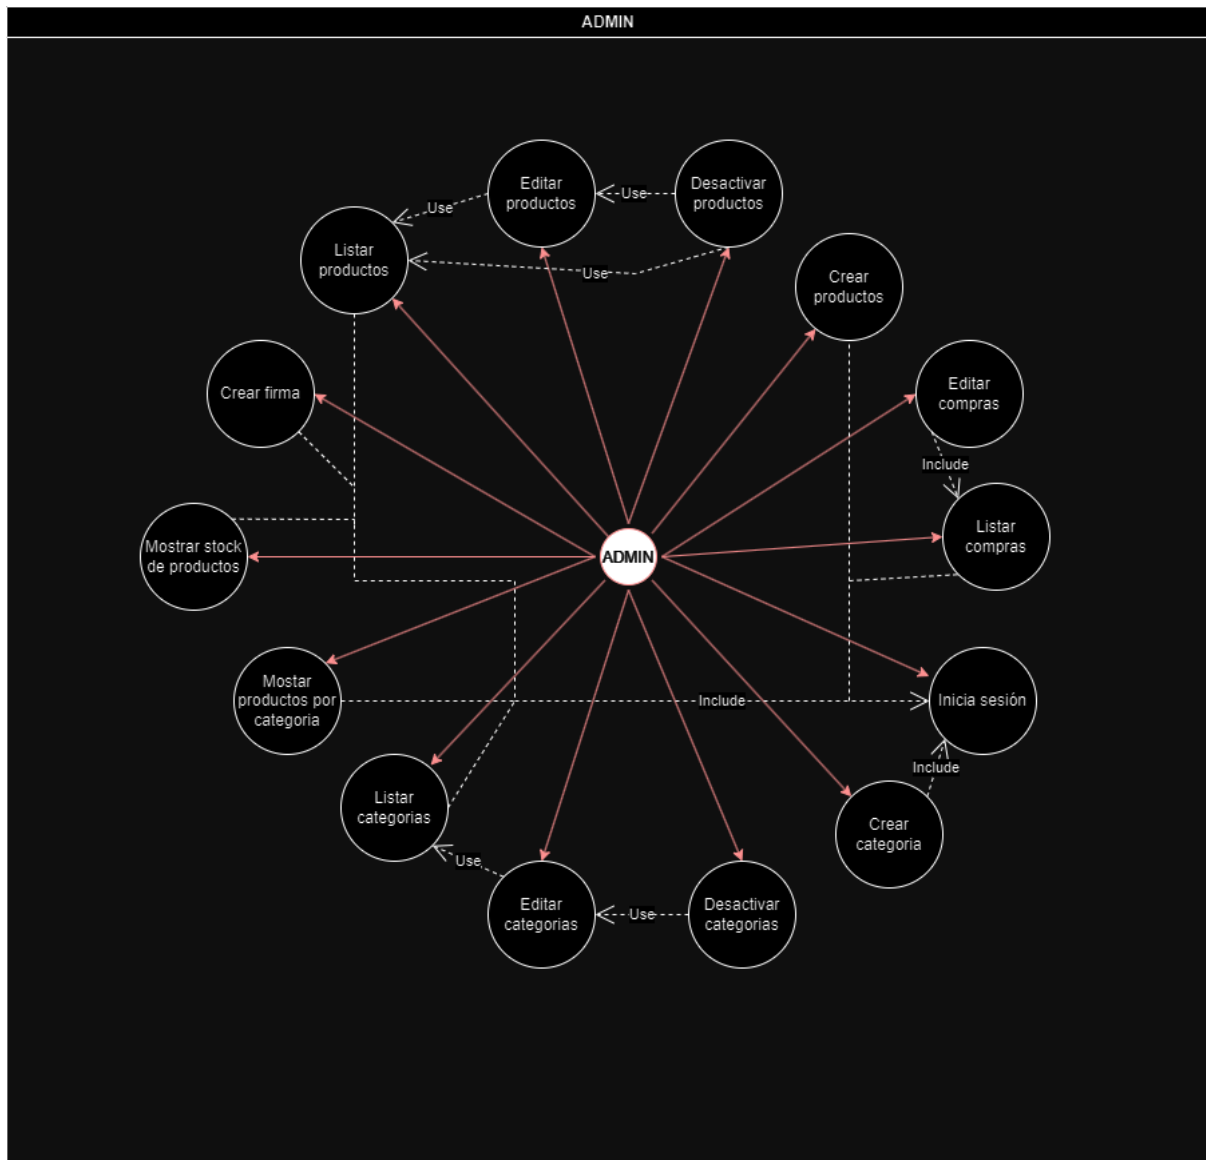 ADMIN
Editar
productos
Desactivar
productos
Use
Use
Listar
productos
Use
Crear
productos
Crear firma
Editar
compras
Include
Mostrar stock
de productos
ADMIN
Listar
compras
Mostar
productos por
categoria
Include
Inicia sesión
Include
Listar
categorias
Crear
categoria
Use
Editar
categorias
Use
Desactivar
categorias